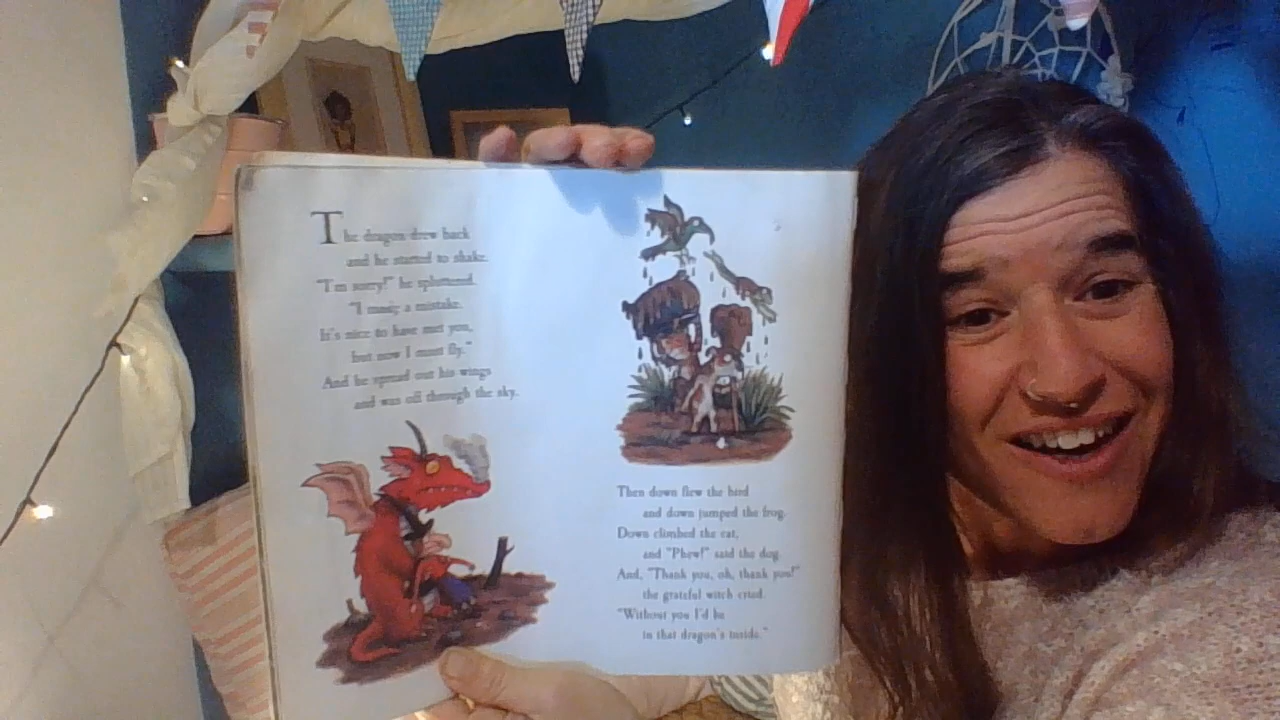 The dragon drew back
and he started to shake.
"I'm sorry!" he spluttered.
"I made a mistake.
It's nice to have met you,
but now I must fly."
And he spread out his wings
and was off through the sky.
Then down flew the bird
and down jumped the frog.
Down climbed the cat,
and "Phew!" said the dog.
And, "Thank you, oh, thank you!"
the grateful witch cried.
"Without you I'd be
in that dragon's inside."